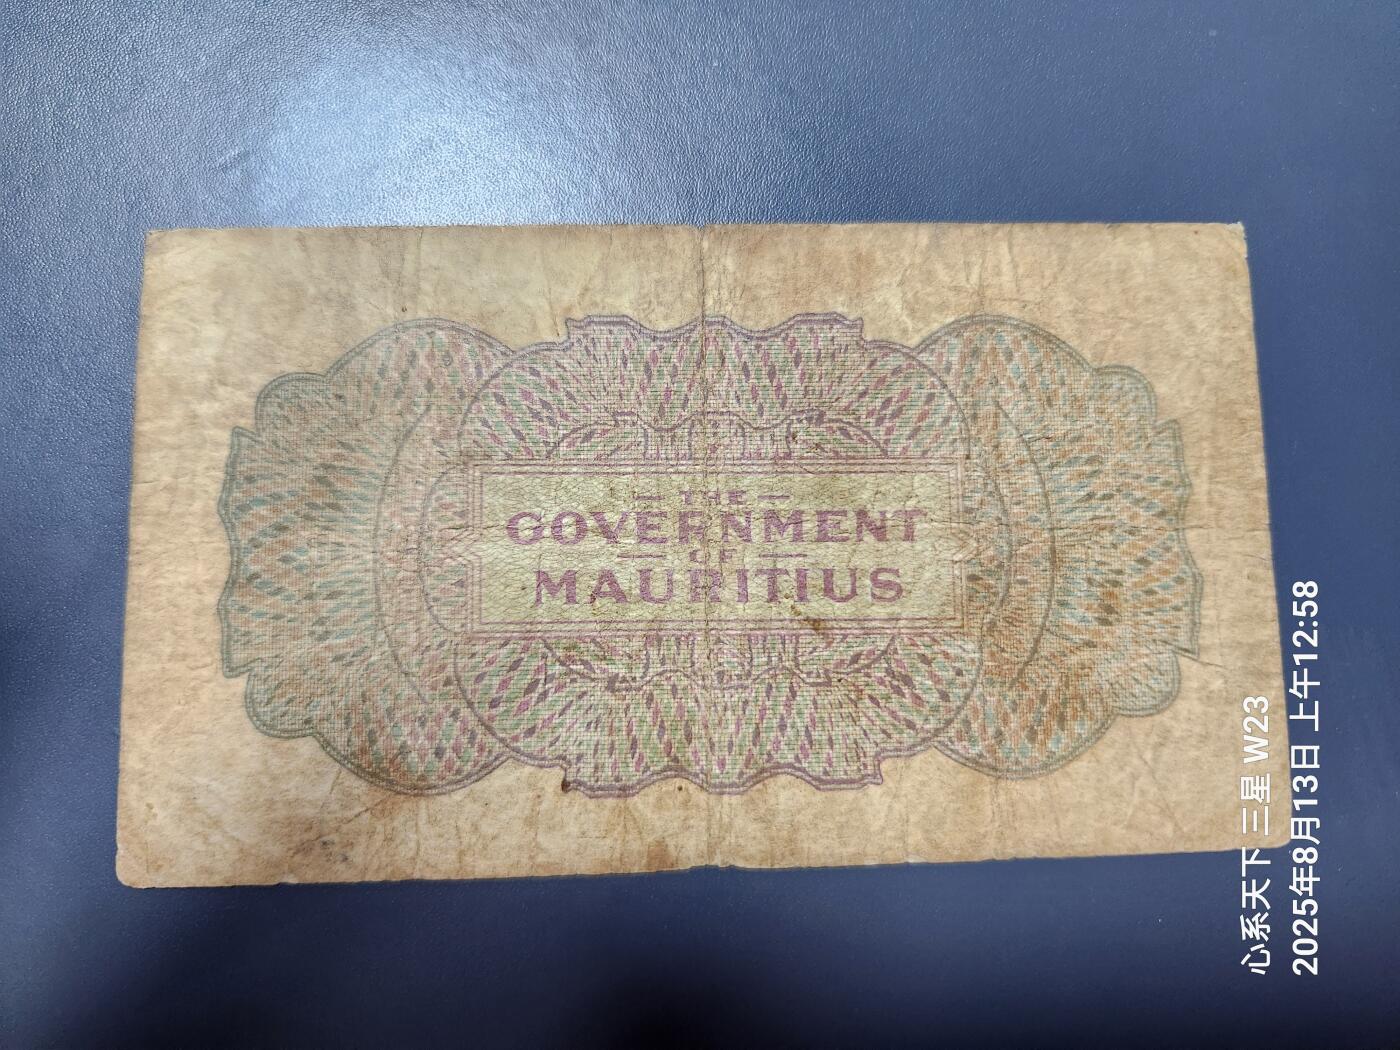 THE
GOVERNMENT
OF
MAURITIUS
心系天下 三星 W23
2025年8月13日 上午12:58